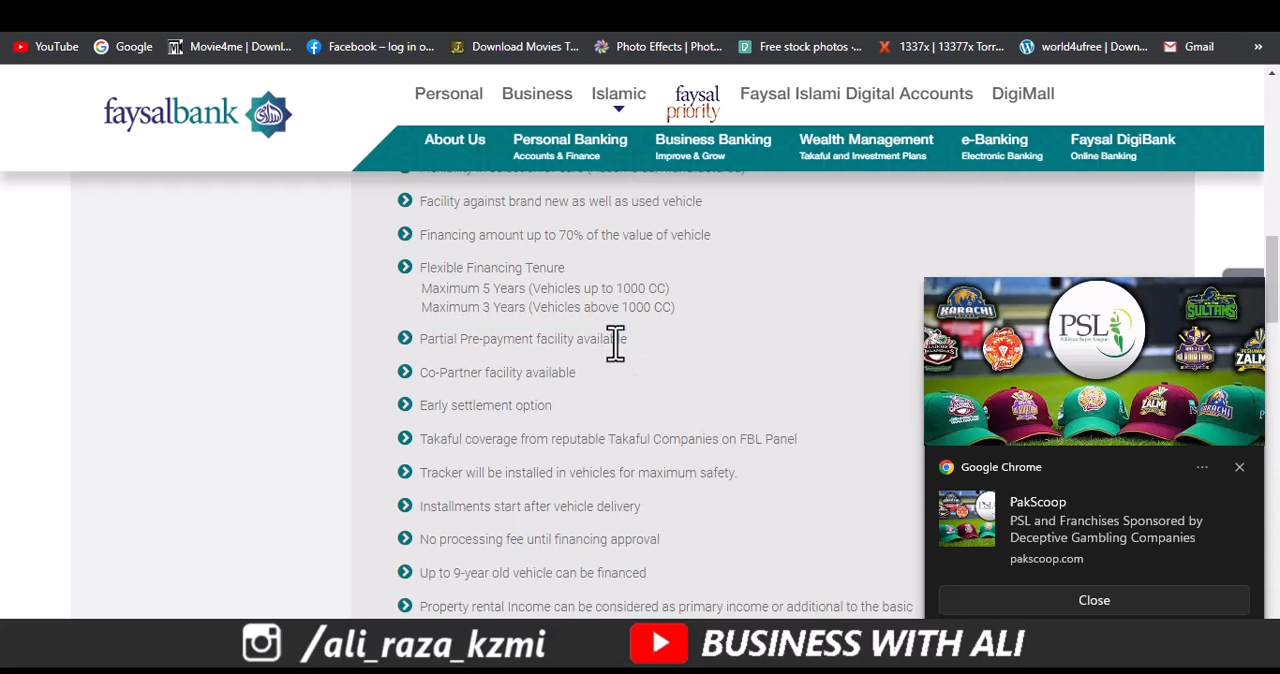 YouTube
Google
Movie4me | Downl...
Facebook – log in o...
Download Movies T...
Photo Effects | Phot...
Free stock photos -...
1337x | 13377x Torr...
world4ufree | Down...
Gmail
»
faysalbank
Personal
Business
Islamic
faysal
priority
Faysal Islami Digital Accounts
DigiMall
About Us
Personal Banking
Accounts & Finance
Business Banking
Improve & Grow
Wealth Management
Takaful and Investment Plans
e-Banking
Electronic Banking
Faysal DigiBank
Online Banking
Facility against brand new as well as used vehicle
Financing amount up to 70% of the value of vehicle
Flexible Financing Tenure
Maximum 5 Years (Vehicles up to 1000 CC)
Maximum 3 Years (Vehicles above 1000 CC)
Partial Pre-payment facility available
Co-Partner facility available
Early settlement option
Takaful coverage from reputable Takaful Companies on FBL Panel
Tracker will be installed in vehicles for maximum safety.
Installments start after vehicle delivery
No processing fee until financing approval
Up to 9-year old vehicle can be financed
Property rental Income can be considered as primary income or additional to the basic
KARACHI
PSL
SULTANS
ZALMI
Google Chrome
PakScoop
PSL and Franchises Sponsored by
Deceptive Gambling Companies
pakscoop.com
Close
/ali_raza_kzmi
BUSINESS WITH ALI